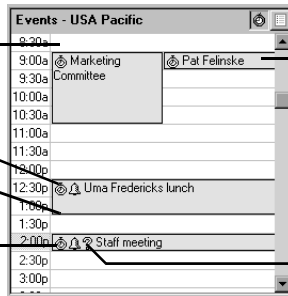 Events - USA Pacific
8:30a
9:00a Marketing Committee Pat Felinske
9:30a
10:00a
10:30a
11:00a
11:30a
12:00p
12:30p Uma Fredericks lunch
1:00p
1:30p
2:00p Staff meeting
2:30p
3:00p